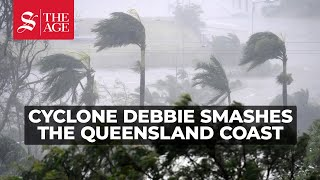 THE
AGE
CYCLONE DEBBIE SMASHES
THE QUEENSLAND COAST